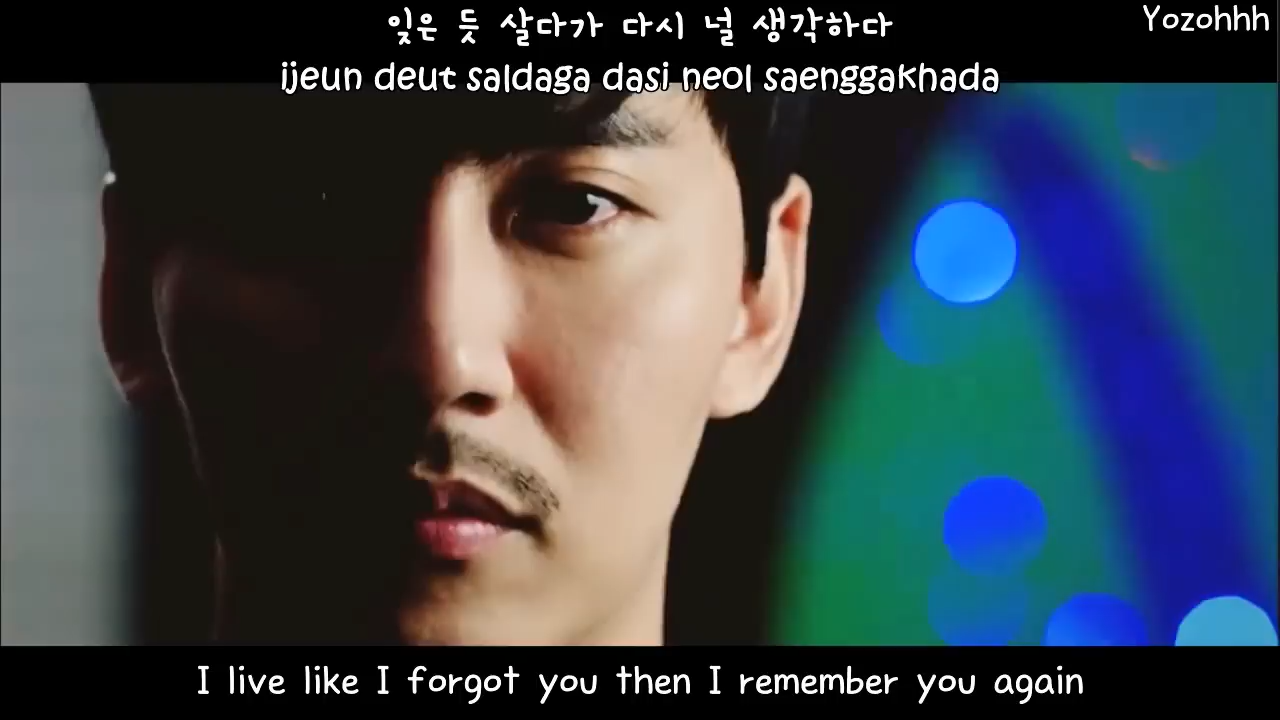 잊은 듯 살다가 다시 널 생각하다
Yozohhh
ijeun deut saldaga dasi neol saenggakhada
I live like I forgot you then I remember you again